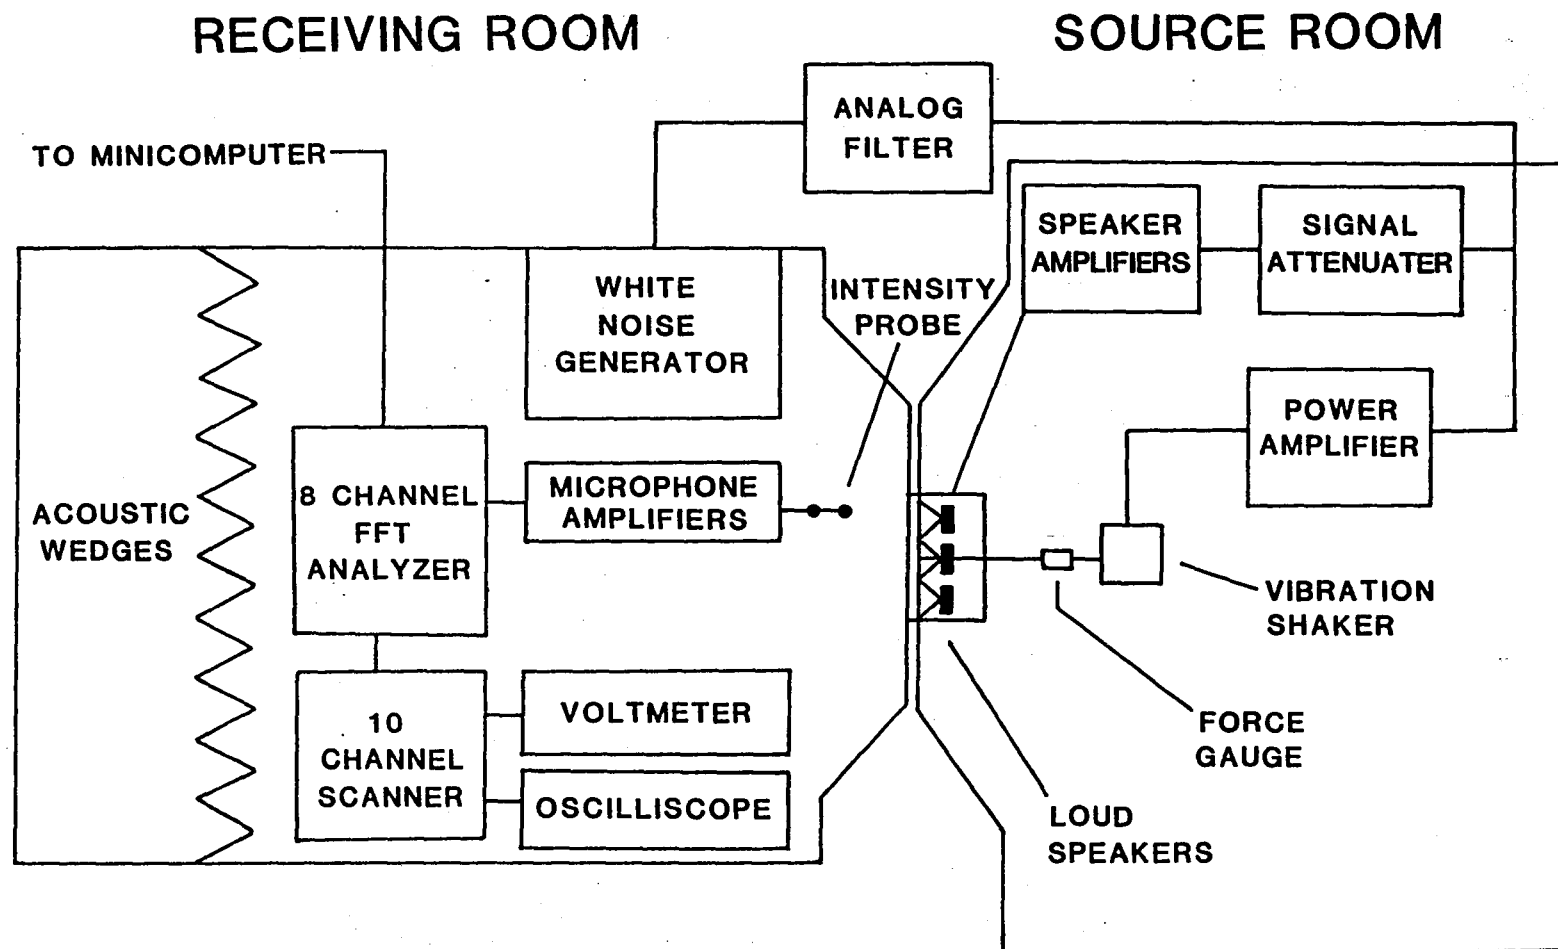 RECEIVING ROOM
SOURCE ROOM
ANALOG
FILTER
TO MINICOMPUTER
SPEAKER
AMPLIFIERS
SIGNAL
ATTENUATER
WHITE
NOISE
GENERATOR
INTENSITY
PROBE
POWER
AMPLIFIER
ACOUSTIC
WEDGES
8 CHANNEL
FFT
ANALYZER
MICROPHONE
AMPLIFIERS
VIBRATION
SHAKER
10
CHANNEL
SCANNER
VOLTMETER
OSCILLISCOPE
FORCE
GAUGE
LOUD
SPEAKERS